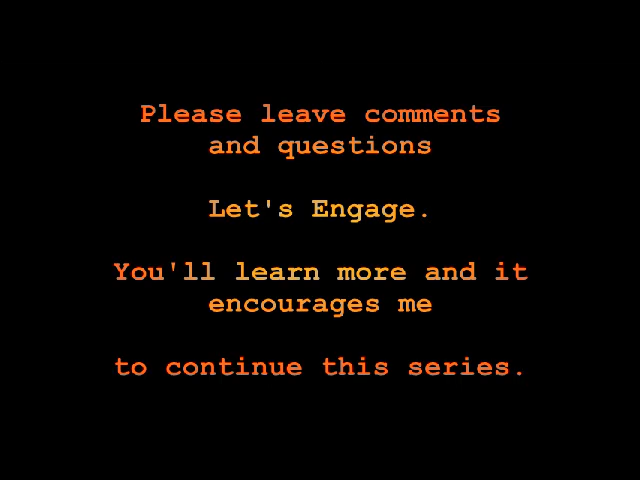 Please leave comments
and questions
Let's Engage.
You'll learn more and it
encourages me
to continue this series.